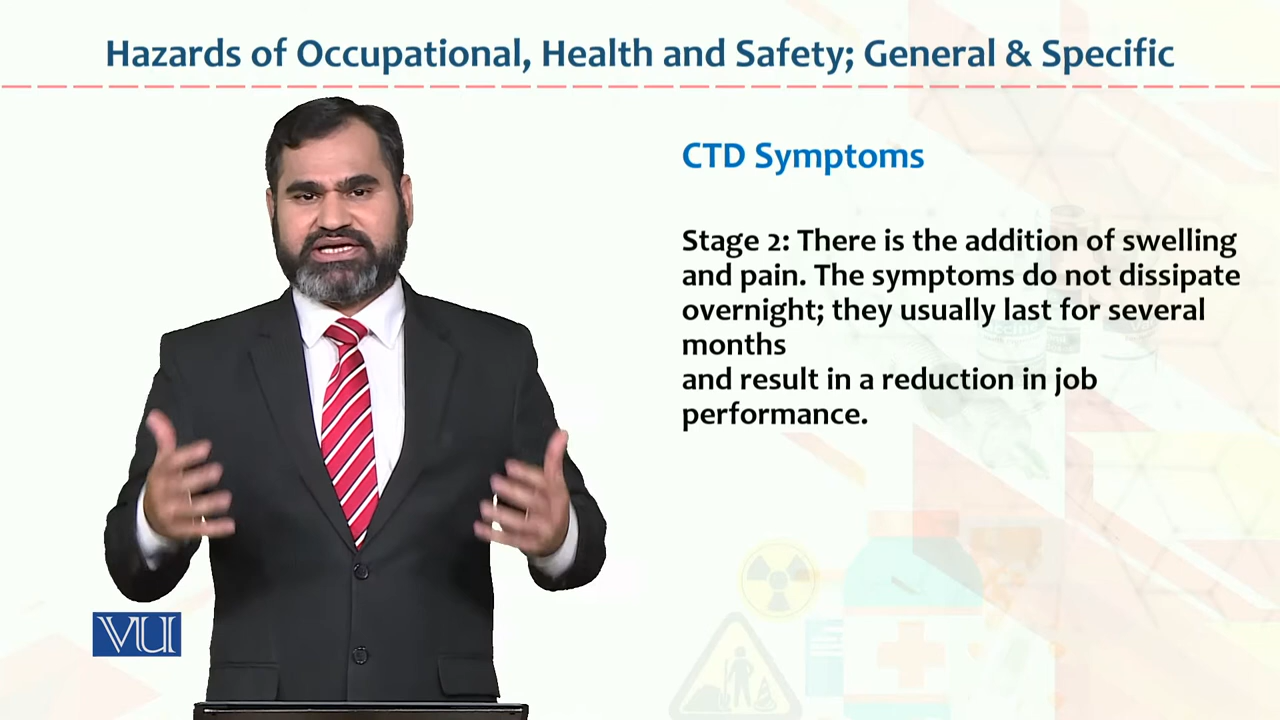 Hazards of Occupational, Health and Safety; General & Specific
CTD Symptoms
Stage 2: There is the addition of swelling
and pain. The symptoms do not dissipate
overnight; they usually last for several
months
and result in a reduction in job
performance.
VU